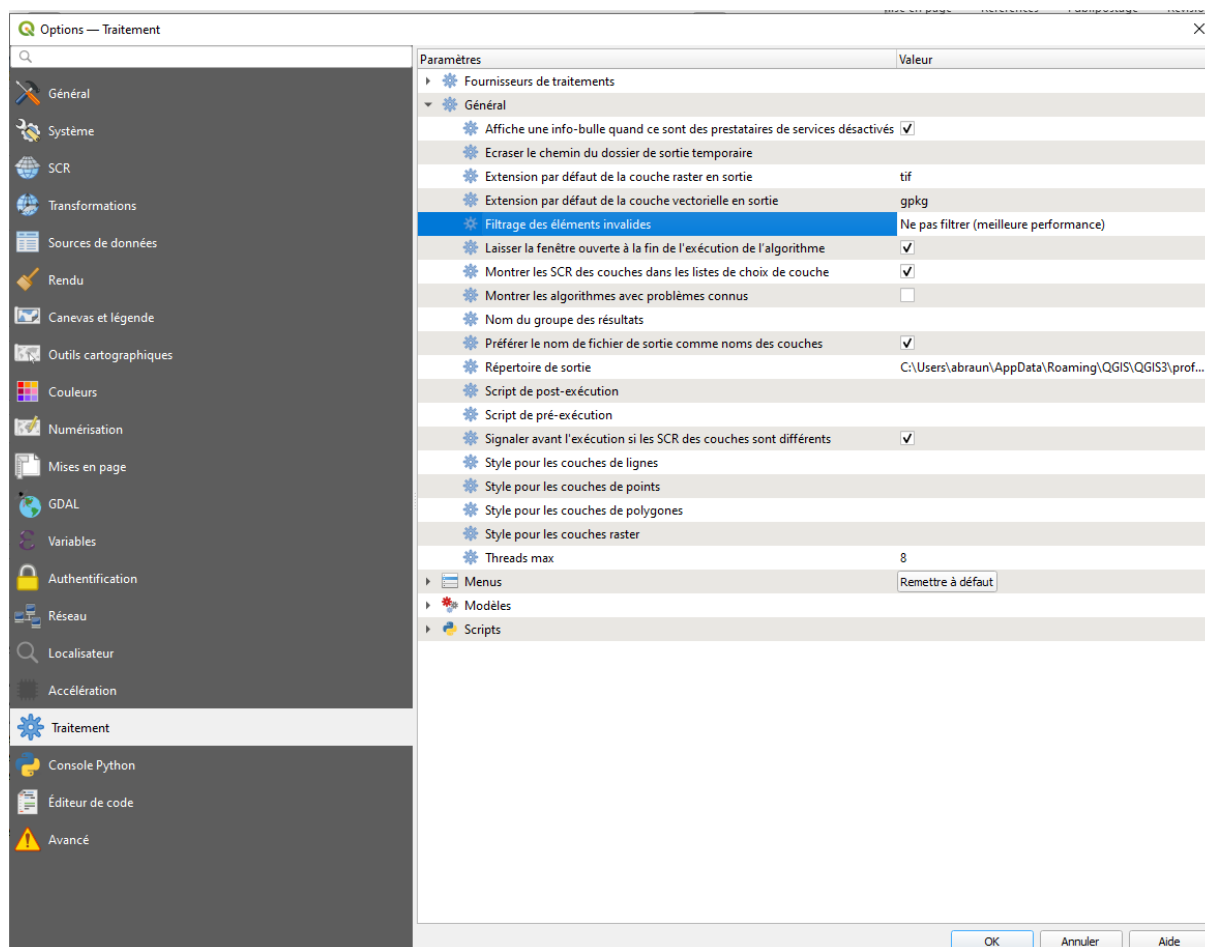 Mise en page Références Publipostage Révision
Options — Traitement
Paramètres Valeur
Général
Système
SCR
Transformations
Sources de données
Rendu
Canevas et légende
Outils cartographiques
Couleurs
Numérisation
Mises en page
GDAL
Variables
Authentification
Réseau
Localisateur
Accélération
Traitement
Console Python
Éditeur de code
Avancé
Fournisseurs de traitements
Général
Affiche une info-bulle quand ce sont des prestataires de services désactivés
Ecraser le chemin du dossier de sortie temporaire
Extension par défaut de la couche raster en sortie tif
Extension par défaut de la couche vectorielle en sortie gpkg
Filtrage des éléments invalides Ne pas filtrer (meilleure performance)
Laisser la fenêtre ouverte à la fin de l'exécution de l'algorithme
Montrer les SCR des couches dans les listes de choix de couche
Montrer les algorithmes avec problèmes connus
Nom du groupe des résultats
Préférer le nom de fichier de sortie comme noms des couches
Répertoire de sortie C:\Users\abraun\AppData\Roaming\QGIS\QGIS3\prof...
Script de post-exécution
Script de pré-exécution
Signaler avant l'exécution si les SCR des couches sont différents
Style pour les couches de lignes
Style pour les couches de points
Style pour les couches de polygones
Style pour les couches raster
Threads max 8
Menus Remettre à défaut
Modèles
Scripts
OK Annuler Aide